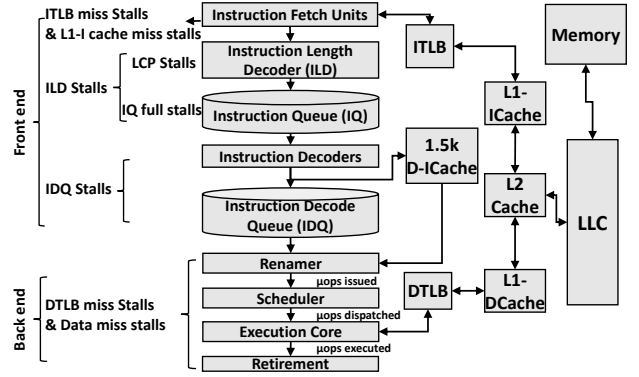 ITLB miss Stalls
& L1-I cache miss stalls
Instruction Fetch Units
ITLB
Memory
LCP Stalls
Instruction Length
Decoder (ILD)
ILD Stalls
IQ full stalls
Instruction Queue (IQ)
L1-
ICache
Front end
Instruction Decoders
1.5k
D-ICache
IDQ Stalls
Instruction Decode
Queue (IDQ)
L2
Cache
LLC
Renamer
μops issued
Scheduler
μops dispatched
Execution Core
μops executed
Retirement
DTLB
L1-
DCache
Back end
DTLB miss Stalls
& Data miss stalls